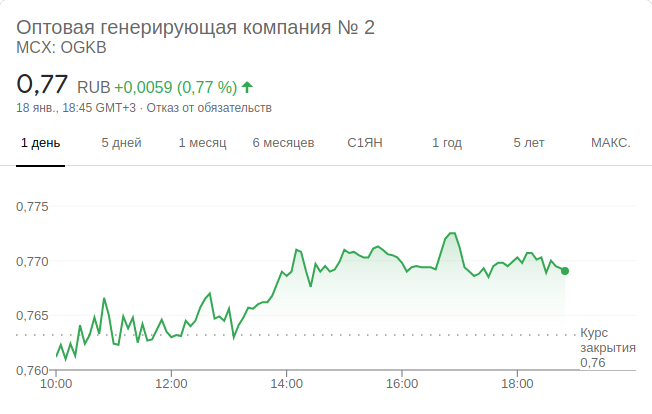 Оптовая генерирующая компания № 2
MCX: OGKB
0,77 RUB +0,0059 (0,77 %)
18 янв., 18:45 GMT+3 · Отказ от обязательств
1 день 5 дней 1 месяц 6 месяцев С1ЯН 1 год 5 лет МАКС.
0,775
0,770
0,765
Курс
закрытия
0,76
0,760
10:00 12:00 14:00 16:00 18:00